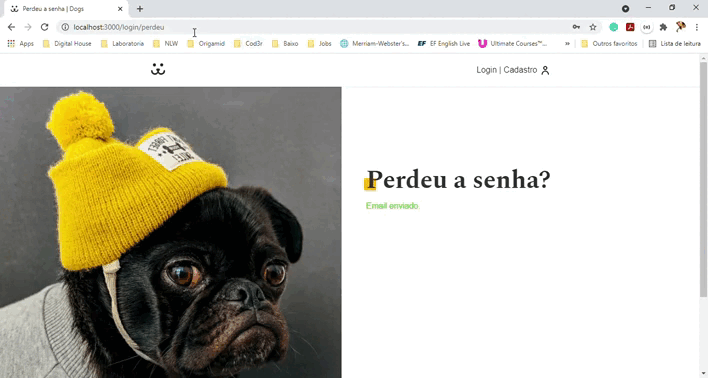 Perdeu a senha | Dogs
localhost:3000/login/perdeu
Apps Digital House Laboratoria NLW Origamid Cod3r Baixo Jobs Merriam-Webster's... EF EF English Live Ultimate Courses™... » Outros favoritos Lista de leitura
Login | Cadastro
Perdeu a senha?
Email enviado